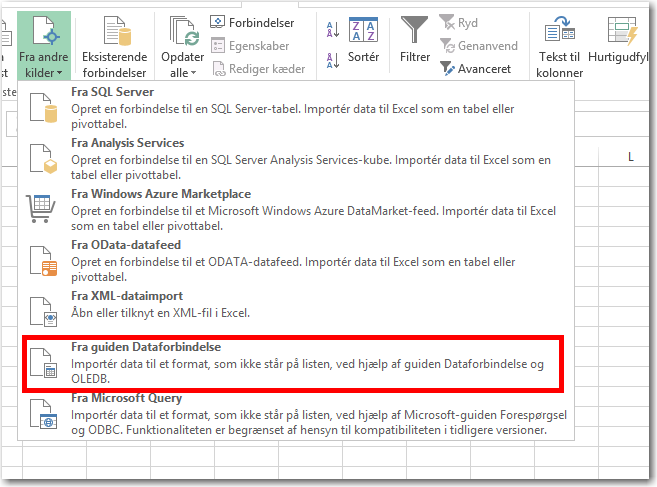 Fra andre
kilder
Eksisterende
forbindelser
Opdater
alle
Forbindelser
Egenskaber
Rediger kæder
A
Z
Z
A
Z A
A Z
Sortér
Filtrer
Ryd
Genanvend
Avanceret
Tekst til
kolonner
Hurtigudfyl
Fra SQL Server
Opret en forbindelse til en SQL Server-tabel. Importér data til Excel som en tabel eller
pivottabel.
Fra Analysis Services
Opret en forbindelse til en SQL Server Analysis Services-kube. Importér data til Excel som en
tabel eller pivottabel.
Fra Windows Azure Marketplace
Opret en forbindelse til et Microsoft Windows Azure DataMarket-feed. Importér data til Excel
som en tabel eller pivottabel.
Fra OData-datafeed
Opret en forbindelse til et ODATA-datafeed. Importér data til Excel som en tabel eller
pivottabel.
Fra XML-dataimport
Åbn eller tilknyt en XML-fil i Excel.
Fra guiden Dataforbindelse
Importér data til et format, som ikke står på listen, ved hjælp af guiden Dataforbindelse og
OLEDB.
Fra Microsoft Query
Importér data til et format, som ikke står på listen, ved hjælp af Microsoft-guiden Forespørgsel
og ODBC. Funktionaliteten er begrænset af hensyn til kompatibiliteten i tidligere versioner.
L